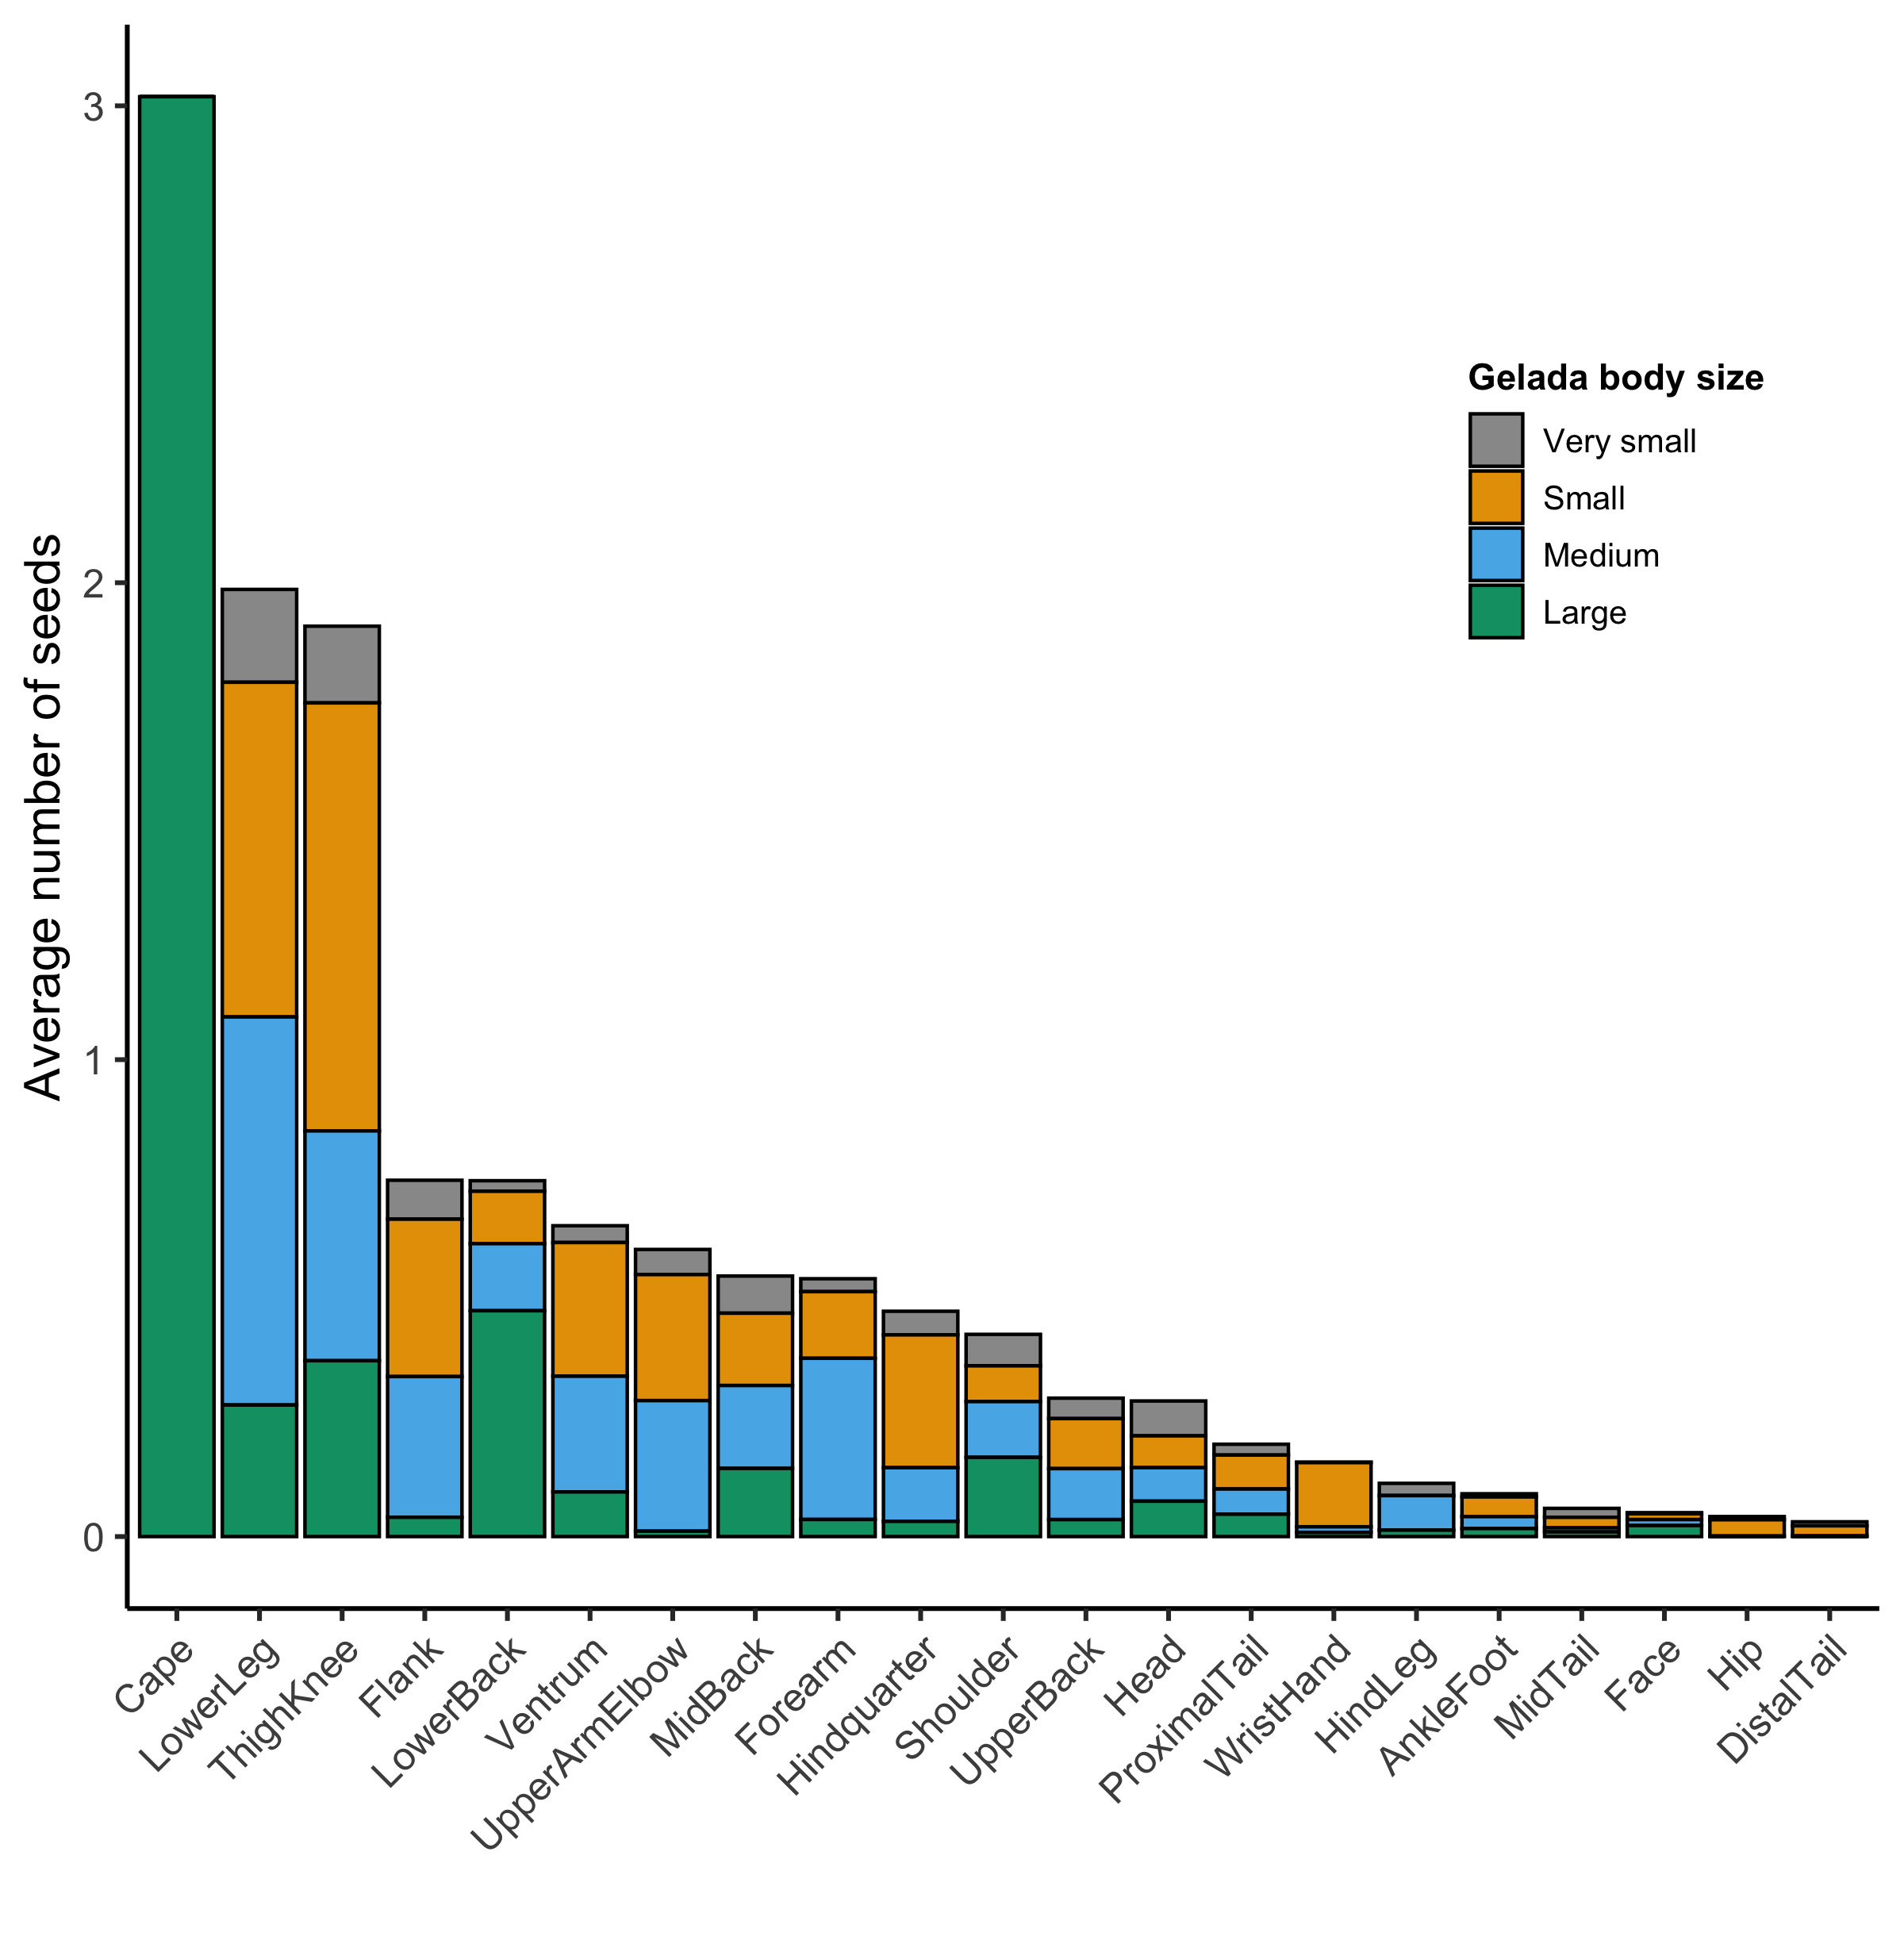 Average number of seeds
3
2
1
0
Gelada body size
Very small
Small
Medium
Large
Cape
LowerLeg
ThighKnee
Flank
LowerBack
Ventrum
UpperArmElbow
MidBack
Forearm
Hindquarter
Shoulder
UpperBack
Head
ProximalTail
WristHand
HindLeg
AnkleFoot
MidTail
Face
Hip
DistalTail